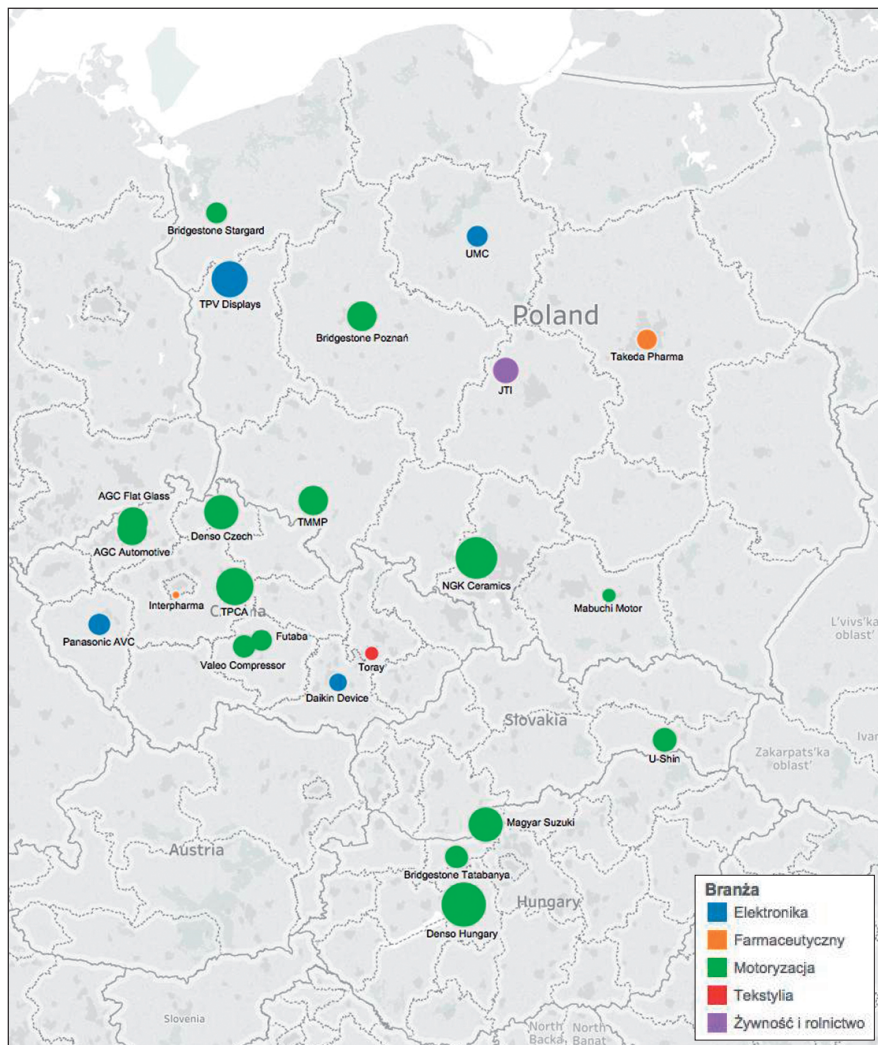 Bridgestone Stargard
UMC
TPV Displays
Poland
Bridgestone Poznań
Takeda Pharma
JTI
AGC Flat Glass
TMMP
Denso Czech
AGC Automotive
NGK Ceramics
Interpharma
TPCA
Mabuchi Motor
L'vivs'ka
oblast'
Panasonic AVC
Futaba
Valeo Compressor
Toray
Daikin Device
Slovakia
Ivan
Zakarpats'ka
oblast'
U-Shin
Magyar Suzuki
Austria
Bridgestone Tatabanya
Hungary
Denso Hungary
Slovenia
North
Backa
North
Banat
Branża
Elektronika
Farmaceutyczny
Motoryzacja
Tekstylia
Żywność i rolnictwo